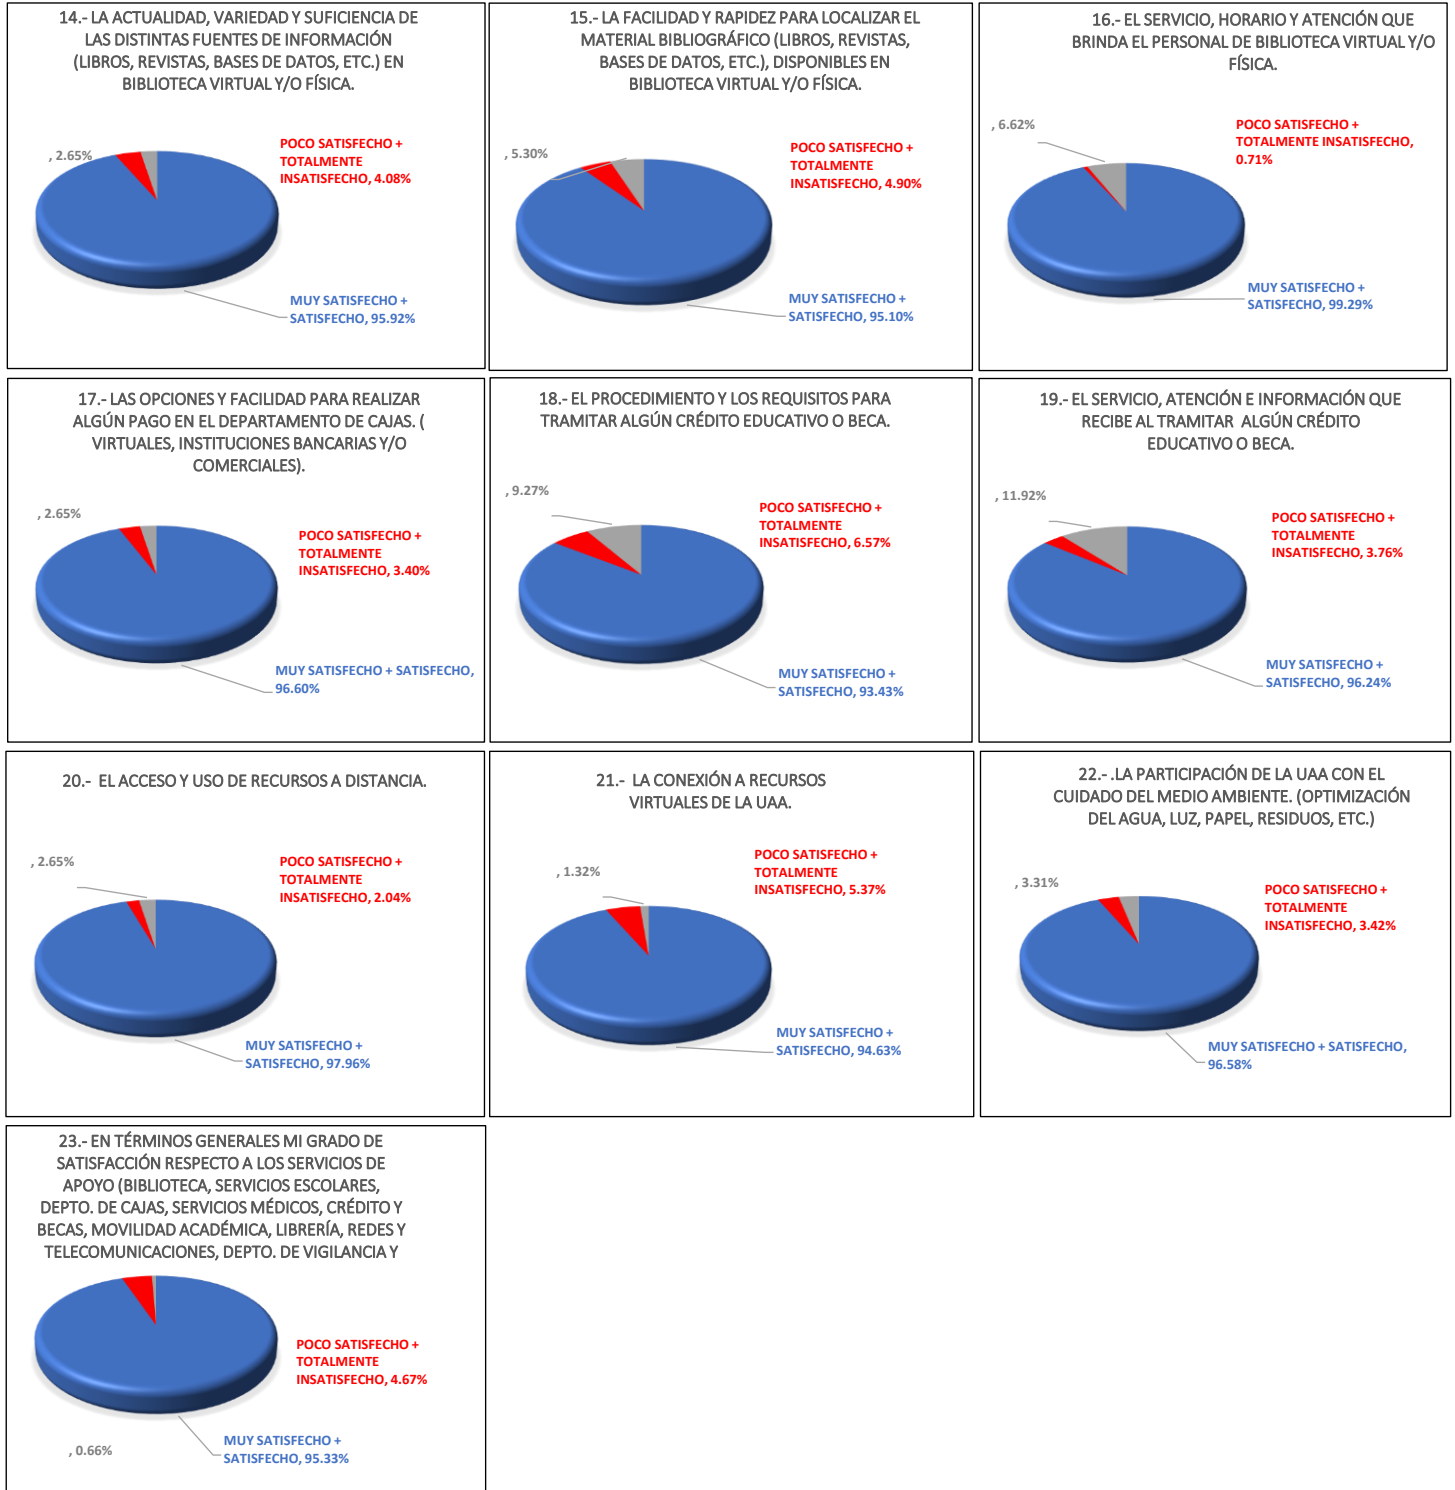 14.- LA ACTUALIDAD, VARIEDAD Y SUFICIENCIA DE
LAS DISTINTAS FUENTES DE INFORMACIÓN
(LIBROS, REVISTAS, BASES DE DATOS, ETC.) EN
BIBLIOTECA VIRTUAL Y/O FÍSICA.
, 2.65%
POCO SATISFECHO +
TOTALMENTE
INSATISFECHO, 4.08%
MUY SATISFECHO +
SATISFECHO, 95.92%
15.- LA FACILIDAD Y RAPIDEZ PARA LOCALIZAR EL
MATERIAL BIBLIOGRÁFICO (LIBROS, REVISTAS,
BASES DE DATOS, ETC.), DISPONIBLES EN
BIBLIOTECA VIRTUAL Y/O FÍSICA.
, 5.30%
POCO SATISFECHO +
TOTALMENTE
INSATISFECHO, 4.90%
MUY SATISFECHO +
SATISFECHO, 95.10%
16.- EL SERVICIO, HORARIO Y ATENCIÓN QUE
BRINDA EL PERSONAL DE BIBLIOTECA VIRTUAL Y/O
FÍSICA.
, 6.62%
POCO SATISFECHO +
TOTALMENTE INSATISFECHO,
0.71%
MUY SATISFECHO +
SATISFECHO, 99.29%
17.- LAS OPCIONES Y FACILIDAD PARA REALIZAR
ALGÚN PAGO EN EL DEPARTAMENTO DE CAJAS. (
VIRTUALES, INSTITUCIONES BANCARIAS Y/O
COMERCIALES).
, 2.65%
POCO SATISFECHO +
TOTALMENTE
INSATISFECHO, 3.40%
MUY SATISFECHO + SATISFECHO,
96.60%
18.- EL PROCEDIMIENTO Y LOS REQUISITOS PARA
TRAMITAR ALGÚN CRÉDITO EDUCATIVO O BECA.
, 9.27%
POCO SATISFECHO +
TOTALMENTE
INSATISFECHO, 6.57%
MUY SATISFECHO +
SATISFECHO, 93.43%
19.- EL SERVICIO, ATENCIÓN E INFORMACIÓN QUE
RECIBE AL TRAMITAR ALGÚN CRÉDITO
EDUCATIVO O BECA.
, 11.92%
POCO SATISFECHO +
TOTALMENTE
INSATISFECHO, 3.76%
MUY SATISFECHO +
SATISFECHO, 96.24%
20.- EL ACCESO Y USO DE RECURSOS A DISTANCIA.
, 2.65%
POCO SATISFECHO +
TOTALMENTE
INSATISFECHO, 2.04%
MUY SATISFECHO +
SATISFECHO, 97.96%
21.- LA CONEXIÓN A RECURSOS
VIRTUALES DE LA UAA.
, 1.32%
POCO SATISFECHO +
TOTALMENTE
INSATISFECHO, 5.37%
MUY SATISFECHO +
SATISFECHO, 94.63%
22.- .LA PARTICIPACIÓN DE LA UAA CON EL
CUIDADO DEL MEDIO AMBIENTE. (OPTIMIZACIÓN
DEL AGUA, LUZ, PAPEL, RESIDUOS, ETC.)
, 3.31%
POCO SATISFECHO +
TOTALMENTE
INSATISFECHO, 3.42%
MUY SATISFECHO + SATISFECHO,
96.58%
23.- EN TÉRMINOS GENERALES MI GRADO DE
SATISFACCIÓN RESPECTO A LOS SERVICIOS DE
APOYO (BIBLIOTECA, SERVICIOS ESCOLARES,
DEPTO. DE CAJAS, SERVICIOS MÉDICOS, CRÉDITO Y
BECAS, MOVILIDAD ACADÉMICA, LIBRERÍA, REDES Y
TELECOMUNICACIONES, DEPTO. DE VIGILANCIA Y
POCO SATISFECHO +
TOTALMENTE
INSATISFECHO, 4.67%
MUY SATISFECHO +
SATISFECHO, 95.33%
, 0.66%